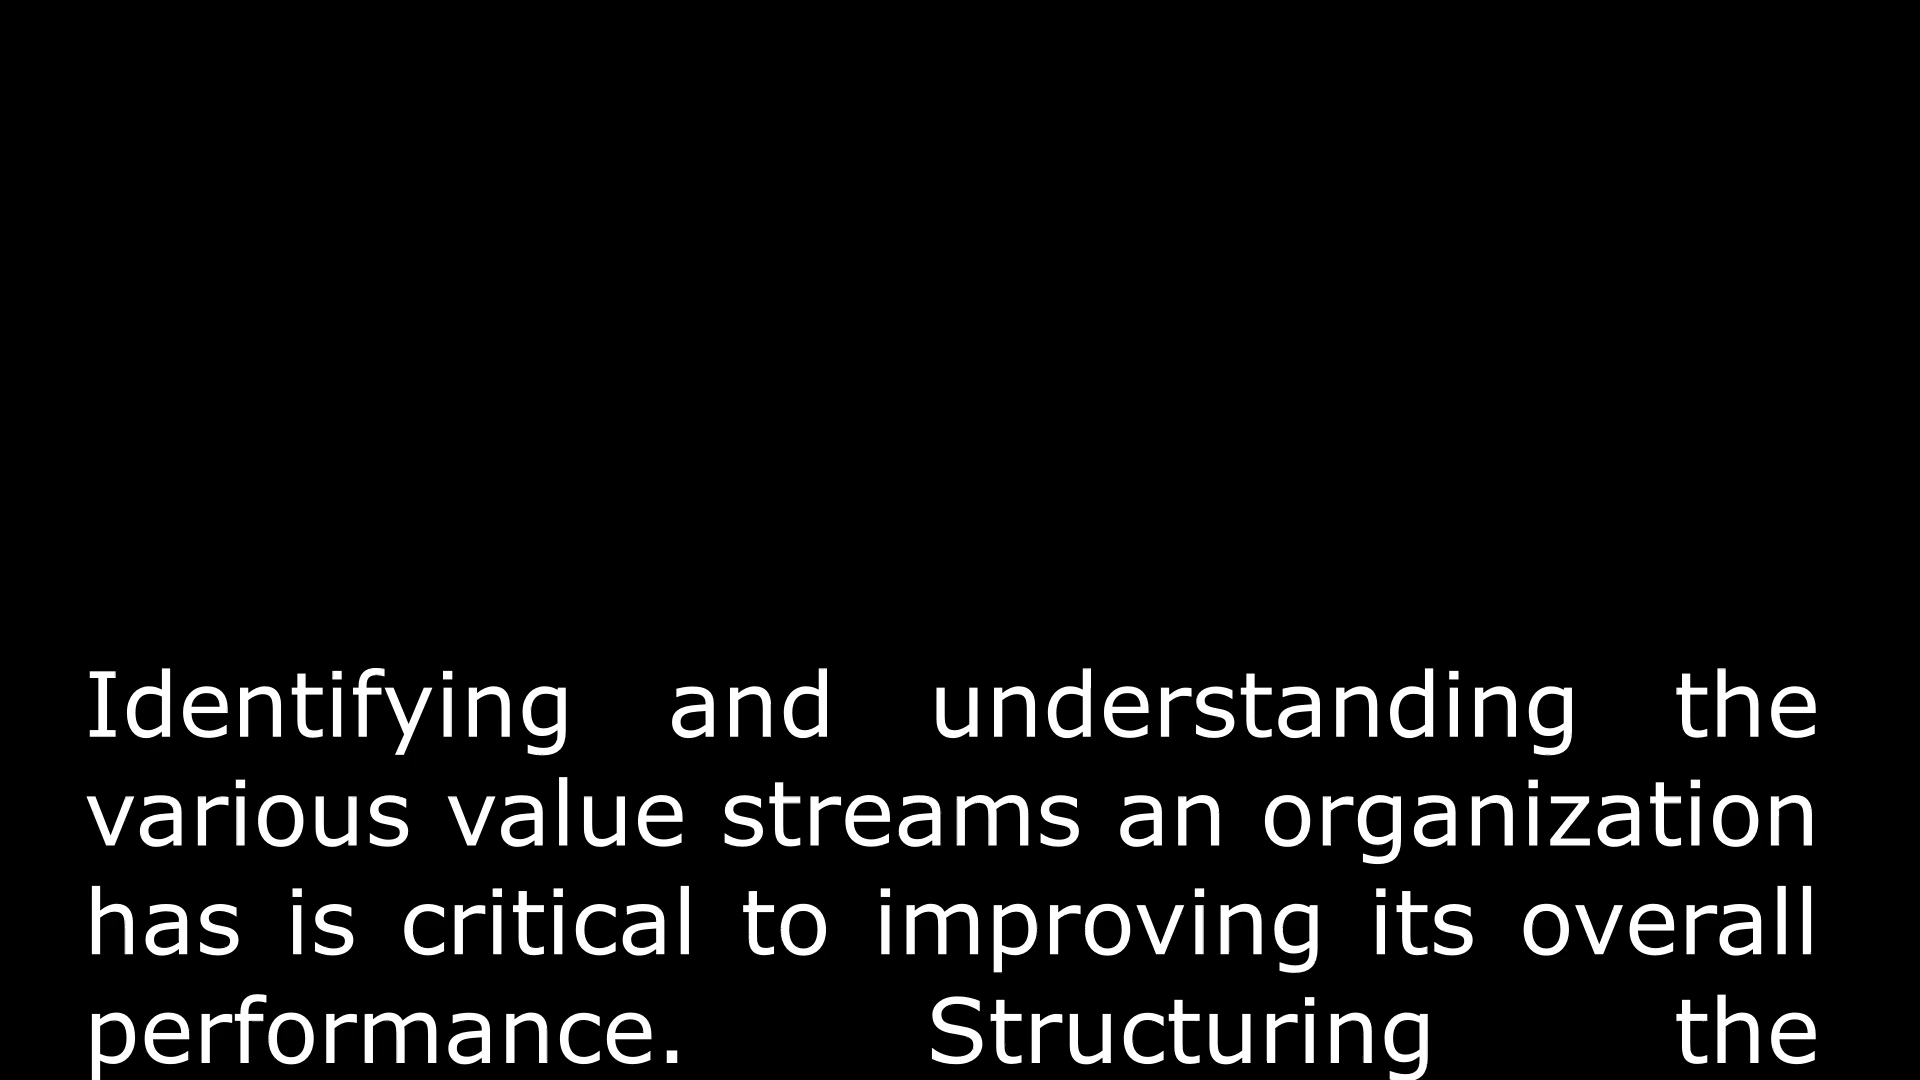 Identifying and understanding the
various value streams an organization
has is critical to improving its overall
performance. Structuring the